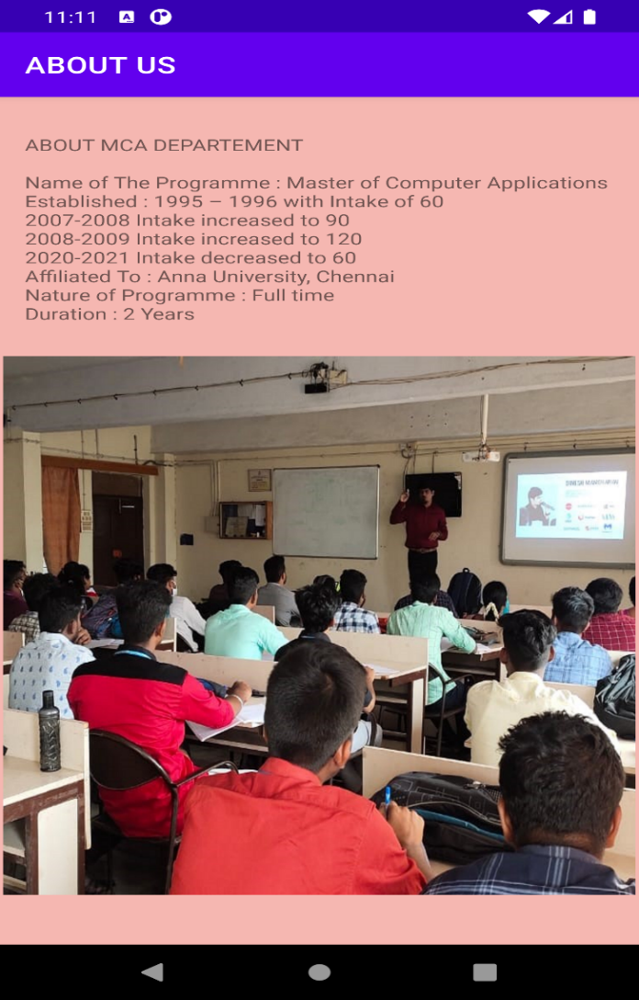 11:11
ABOUT US
ABOUT MCA DEPARTEMENT
Name of The Programme : Master of Computer Applications
Established : 1995 – 1996 with Intake of 60
2007-2008 Intake increased to 90
2008-2009 Intake increased to 120
2020-2021 Intake decreased to 60
Affiliated To : Anna University, Chennai
Nature of Programme : Full time
Duration : 2 Years